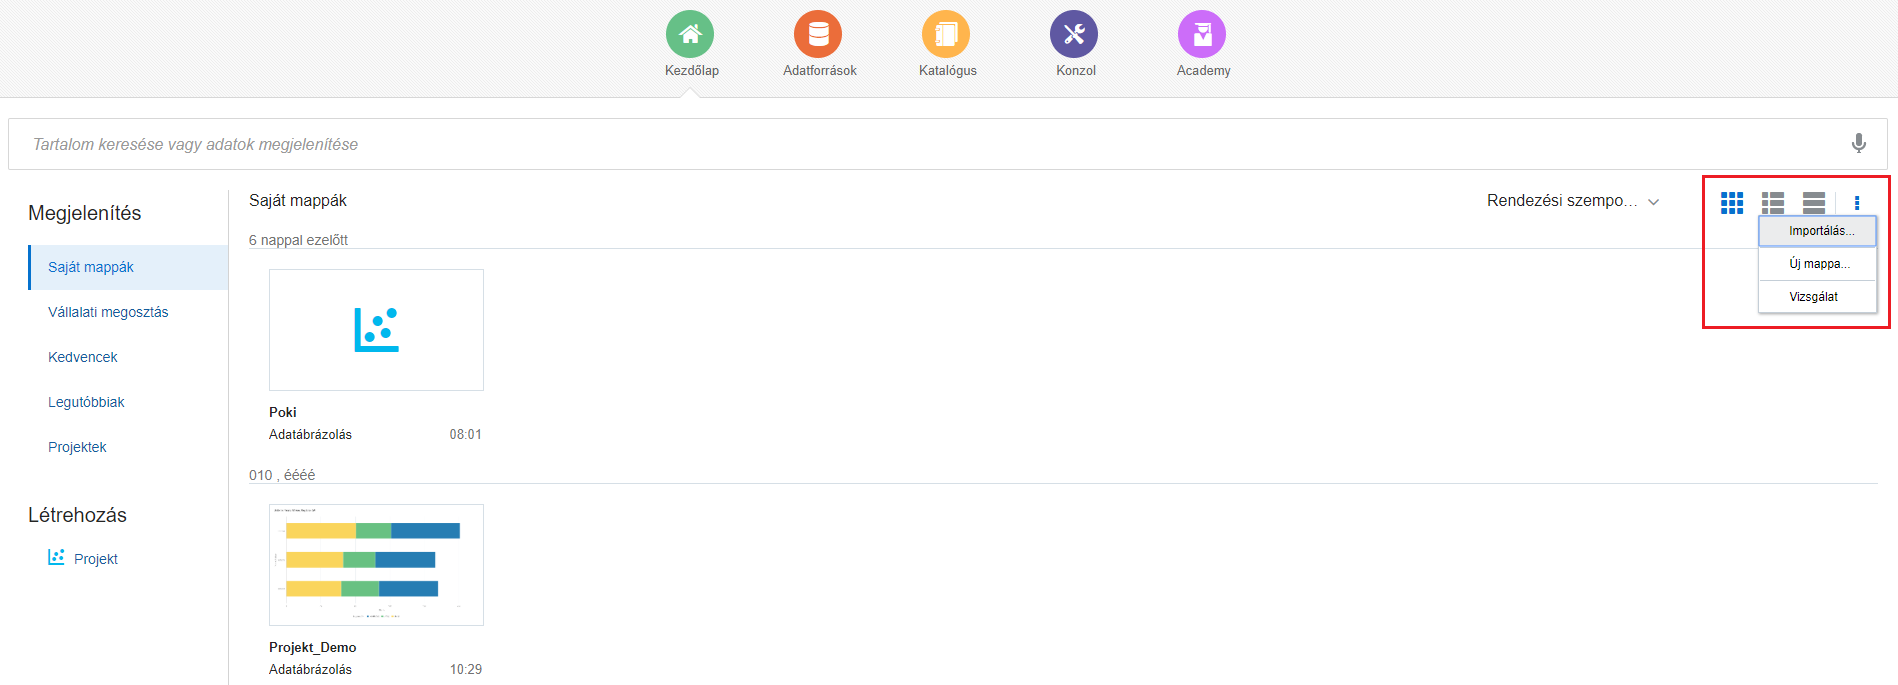 Kezdőlap
Adatforrások
Katalógus
Konzol
Academy
Tartalom keresése vagy adatok megjelenítése
Megjelenítés
Saját mappák
Vállalati megosztás
Kedvencek
Legutóbbiak
Projektek
Létrehozás
Projekt
Saját mappák
Rendezési szempo...
Importálás...
Új mappa...
Vizsgálat
6 nappal ezelőtt
Poki
Adatábrázolás 08:01
010 , éééé
Projekt_Demo
Adatábrázolás 10:29